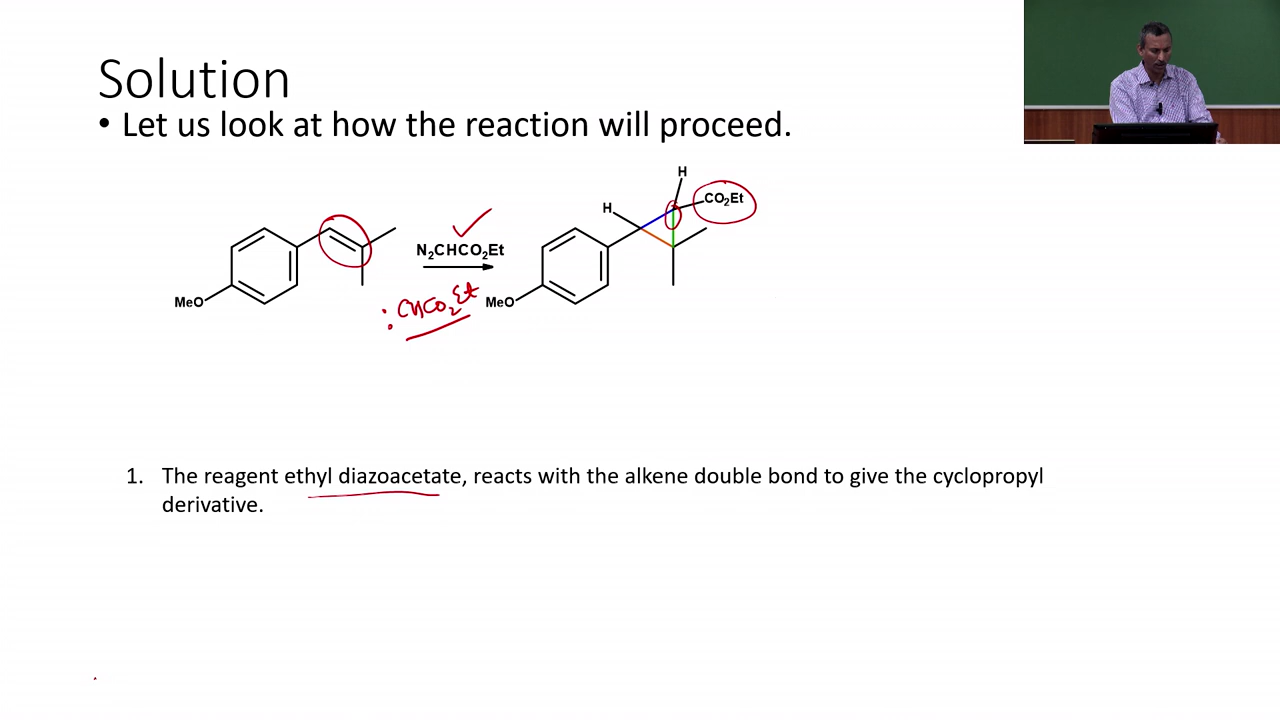 Solution
• Let us look at how the reaction will proceed.
H
H
CO₂Et
N₂CHCO₂Et
MeO
:CHCO₂Et
MeO
1. The reagent ethyl diazoacetate, reacts with the alkene double bond to give the cyclopropyl
derivative.